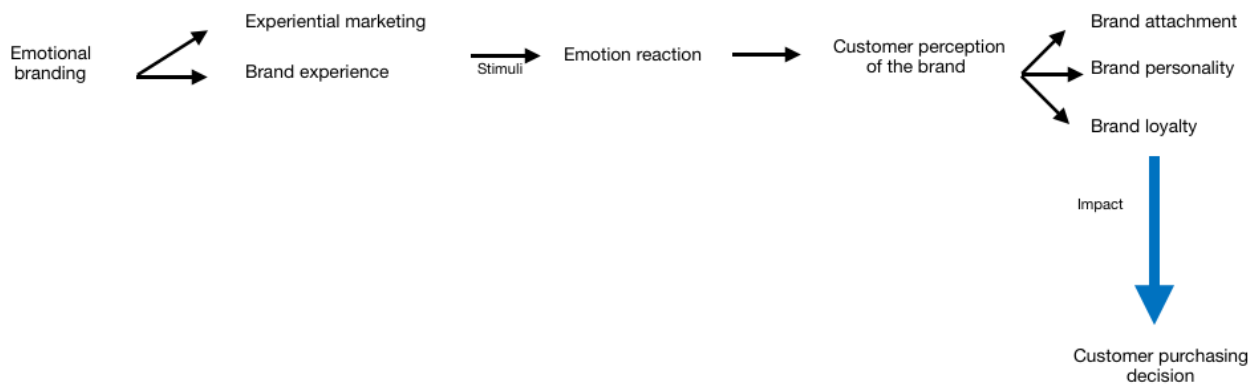 Emotional
branding
Experiential marketing
Brand experience
Stimuli
Emotion reaction
Customer perception
of the brand
Brand attachment
Brand personality
Brand loyalty
Impact
Customer purchasing
decision